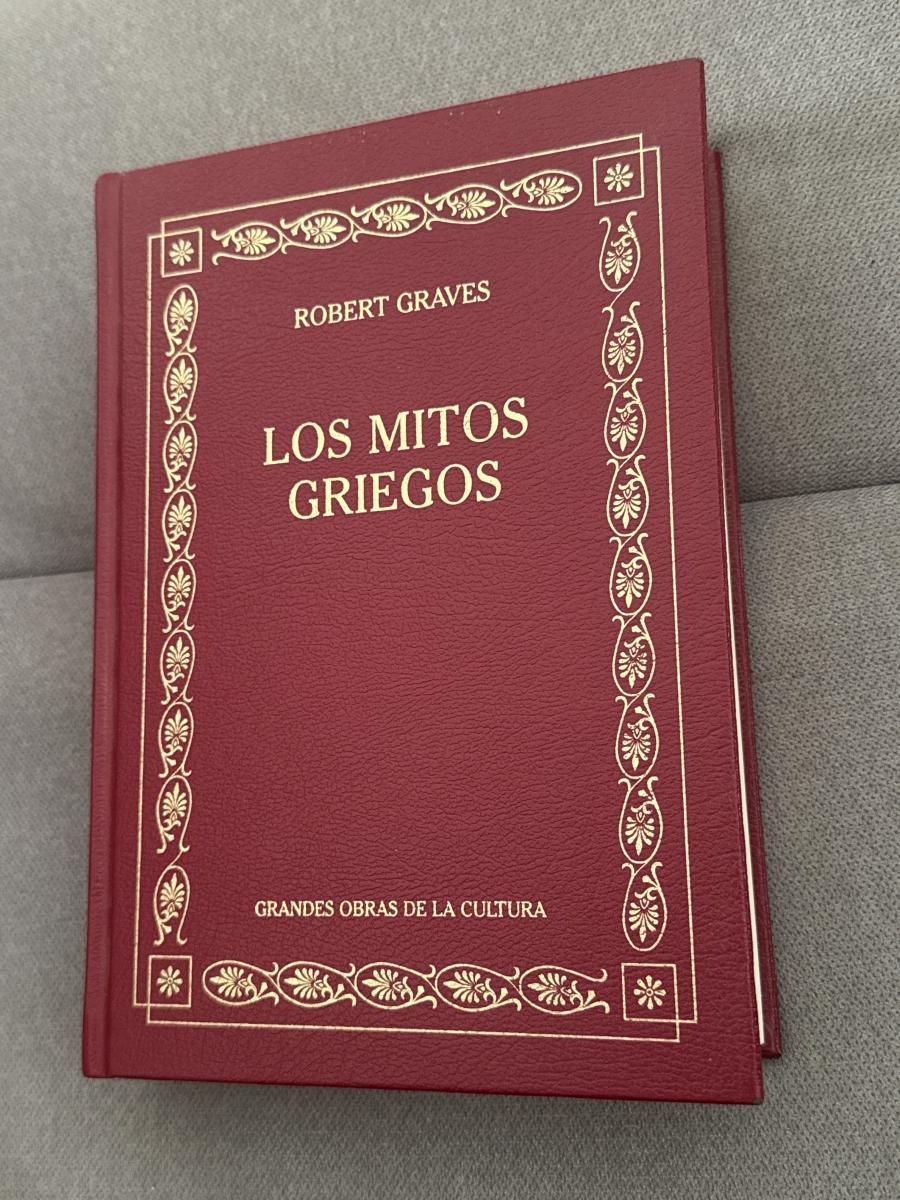 ROBERT GRAVES
LOS MITOS
GRIEGOS
GRANDES OBRAS DE LA CULTURA